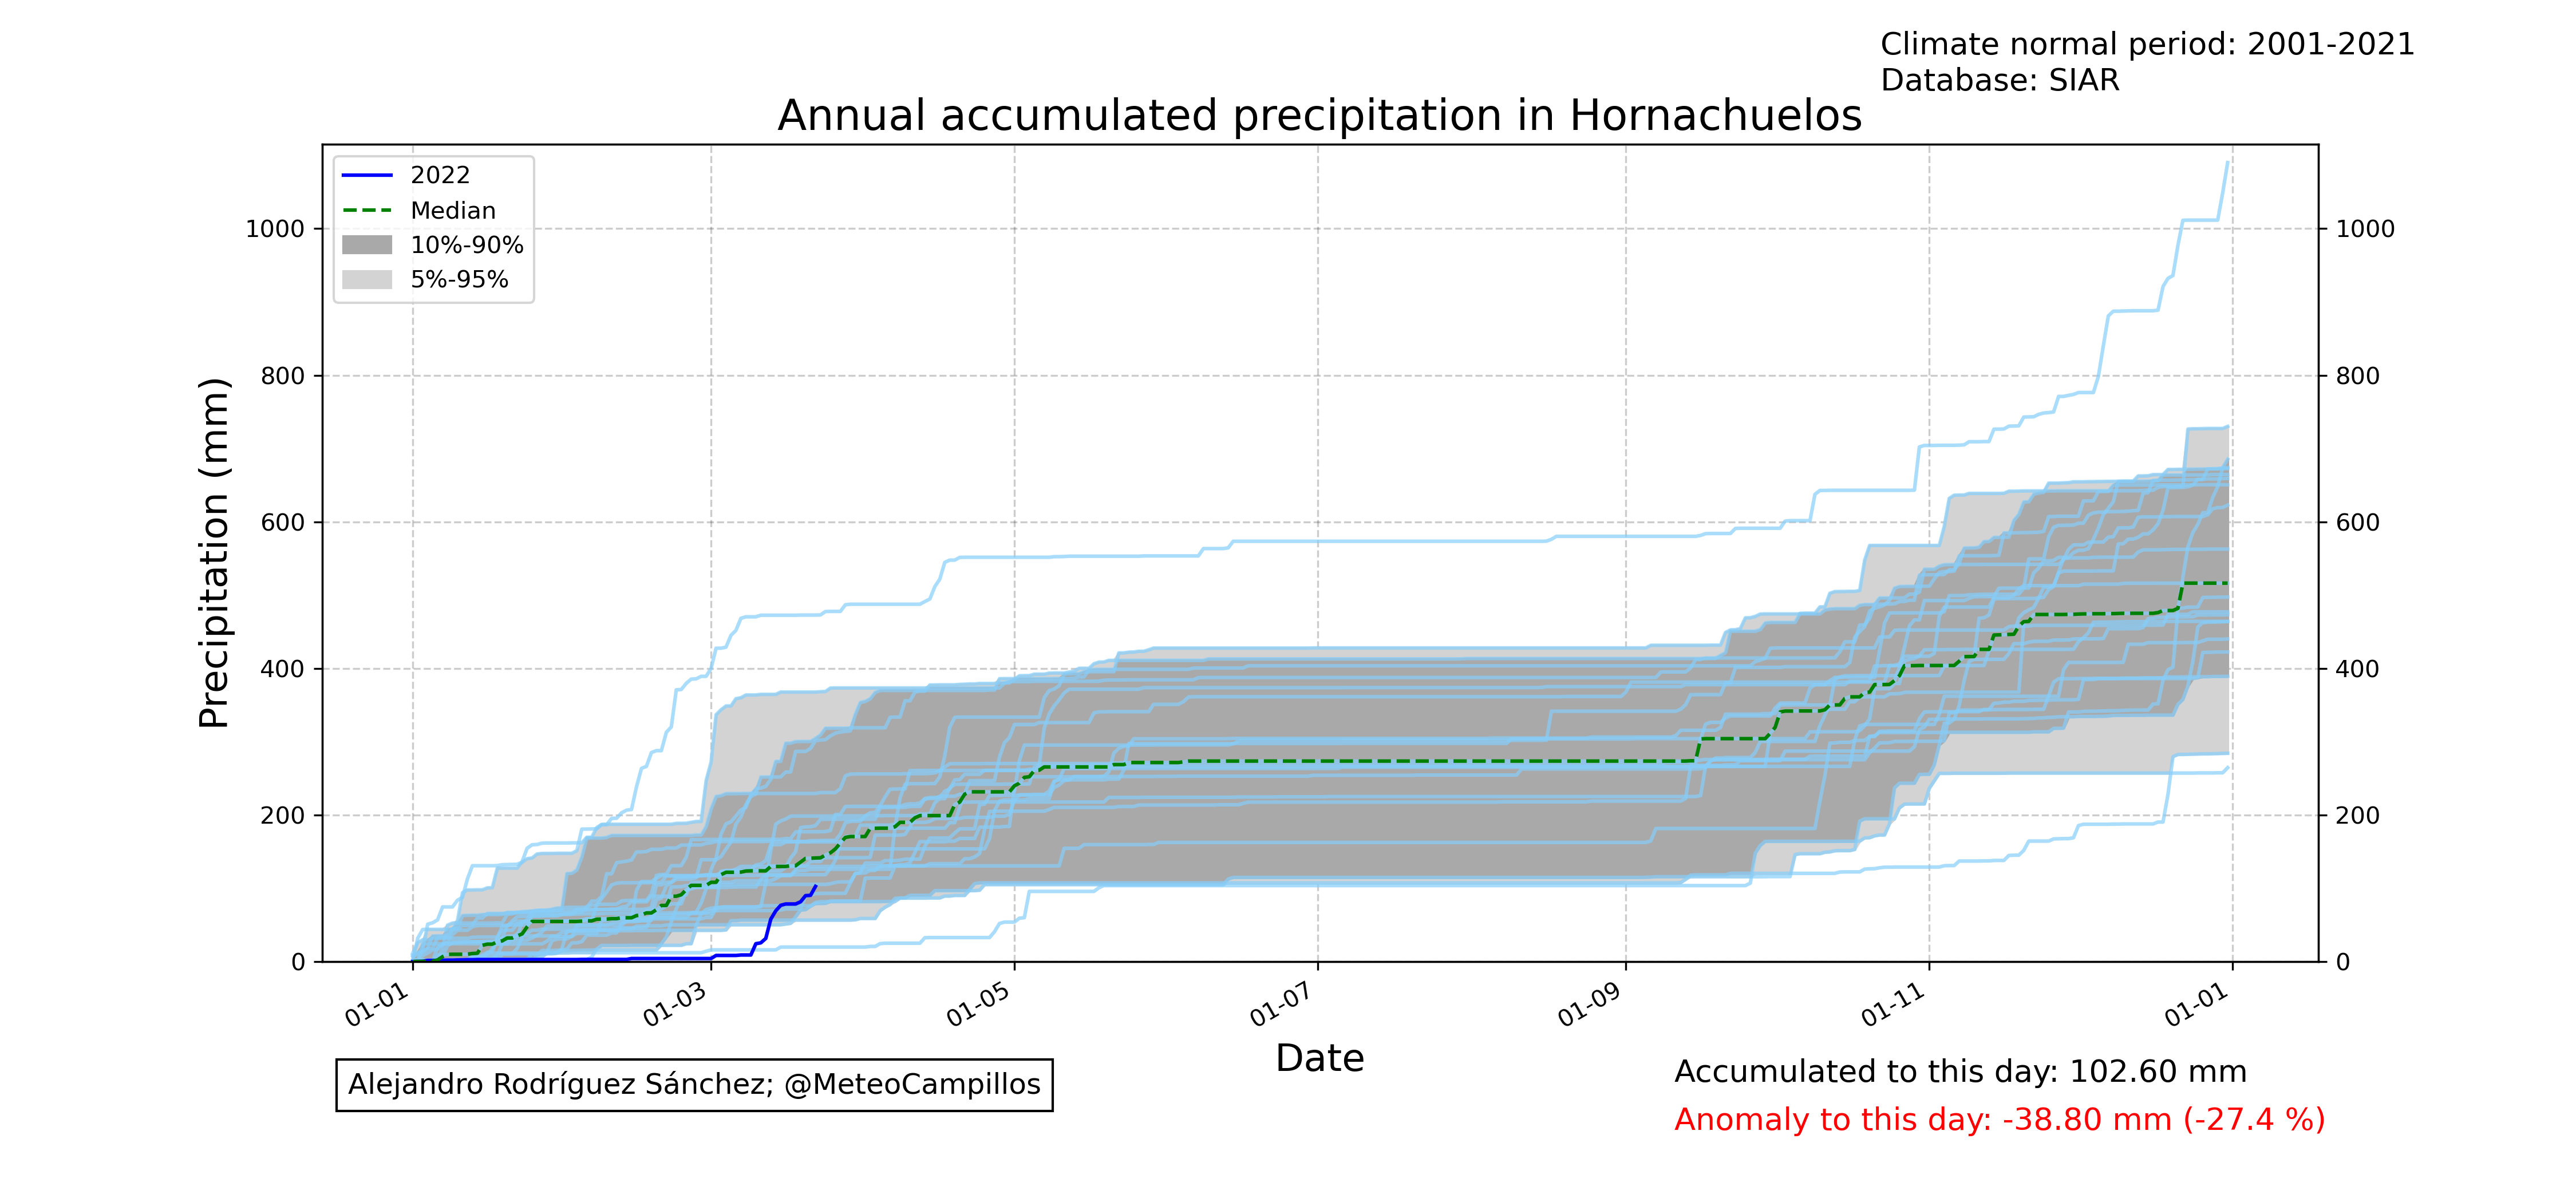 Climate normal period: 2001-2021
Database: SIAR
Annual accumulated precipitation in Hornachuelos
2022
Median
10%-90%
5%-95%
Precipitation (mm)
1000
800
600
400
200
0
1000
800
600
400
200
0
01-01
01-03
01-05
01-07
01-09
01-11
01-01
Date
Alejandro Rodríguez Sánchez; @MeteoCampillos
Accumulated to this day: 102.60 mm
Anomaly to this day: -38.80 mm (-27.4 %)